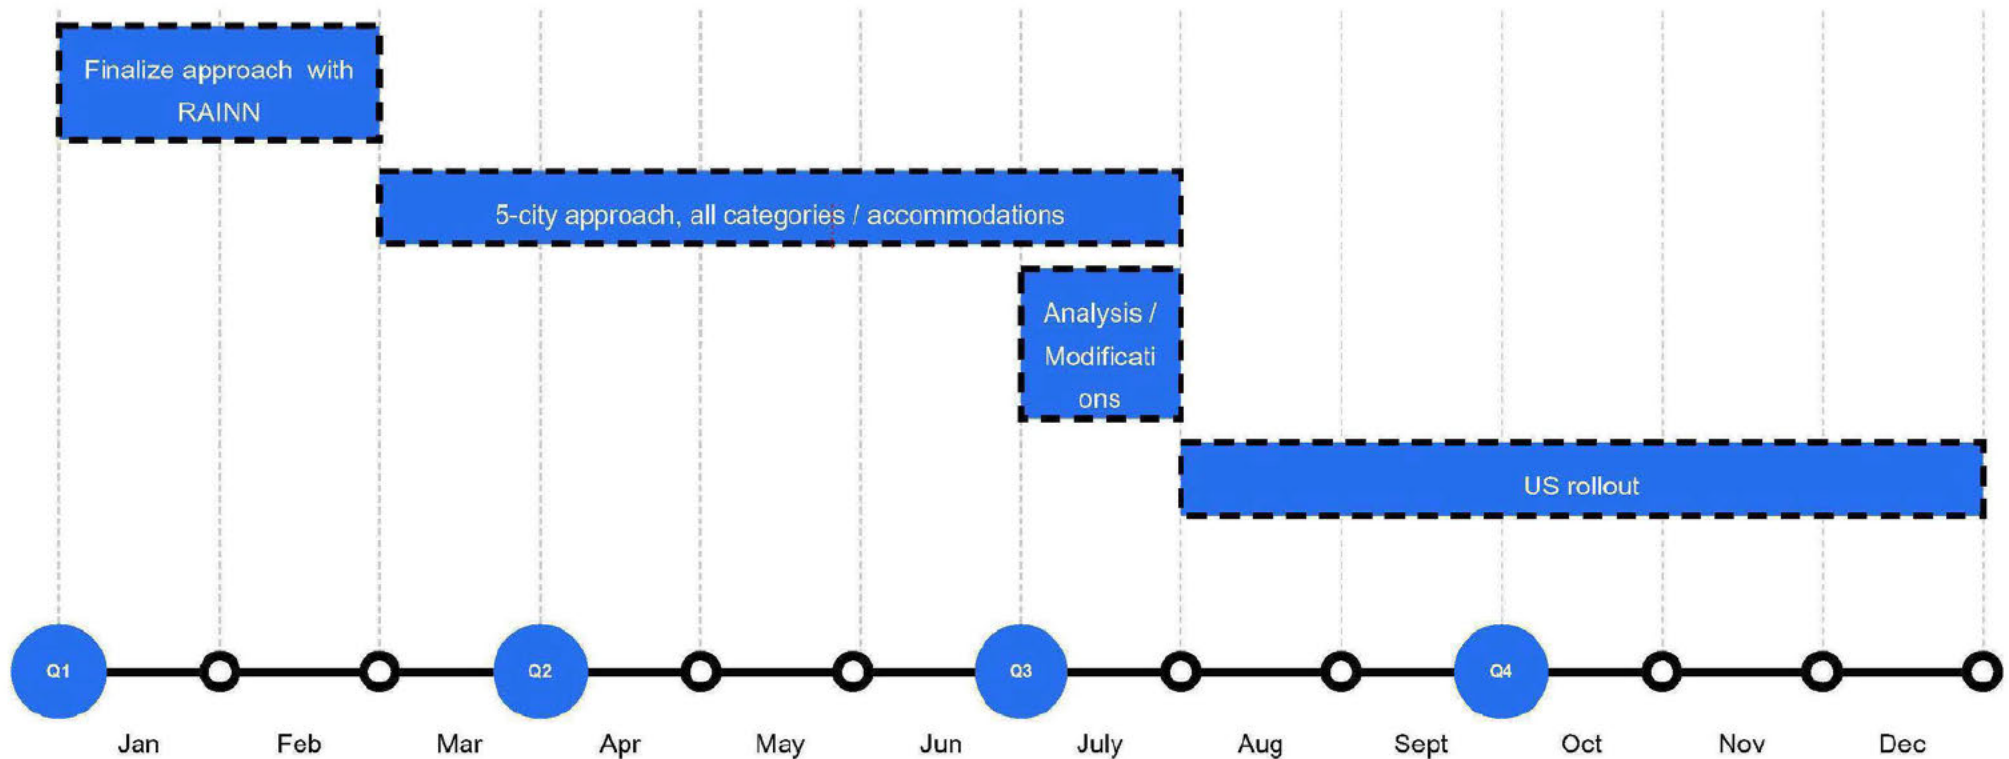 Finalize approach with
RAINN
5-city approach, all categories / accommodations
Analysis /
Modificati
ons
US rollout
Q1
Q2
Q3
Q4
Jan
Feb
Mar
Apr
May
Jun
July
Aug
Sept
Oct
Nov
Dec